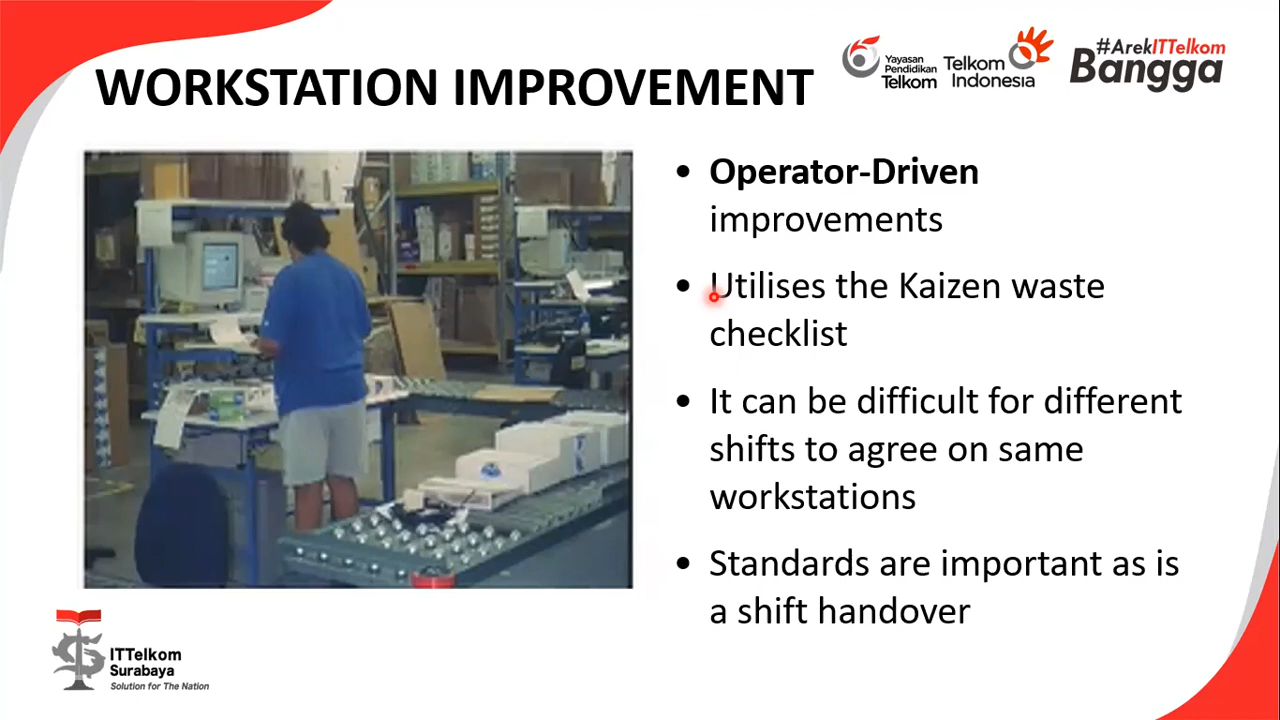 WORKSTATION IMPROVEMENT
Yayasan
Pendidikan
Telkom
Telkom
Indonesia
#ArekITTelkom
Bangga
• Operator-Driven
improvements
• Utilises the Kaizen waste
checklist
• It can be difficult for different
shifts to agree on same
workstations
• Standards are important as is
a shift handover
ITTelkom
Surabaya
Solution for The Nation